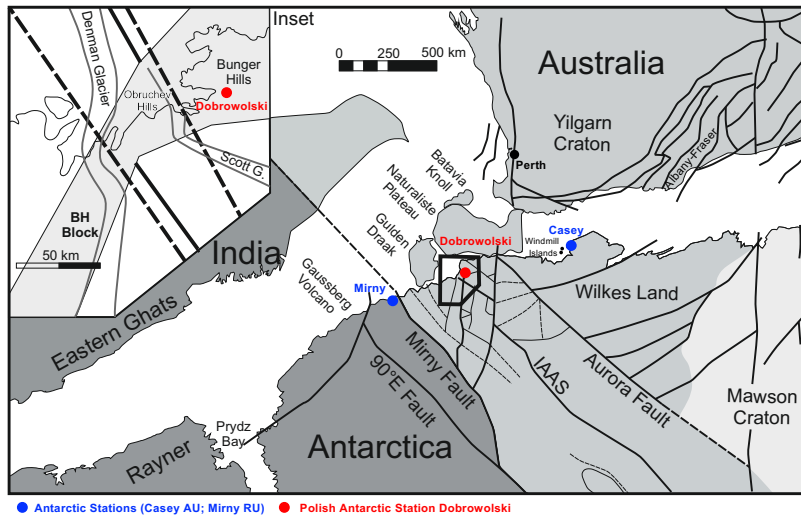 Inset
0 250 500 km
Australia
Denman Glacier
Bunger
Hills
Obruchev
Hills
Dobrowolski
Scott G.
BH
Block
50 km
Yilgarn
Craton
Albany-Fraser
Perth
Batavia
Knoll
Naturaliste
Plateau
Gulden
Draak
Gaussberg
Volcano
India
Eastern Ghats
Dobrowolski
Casey
Windmill
Islands
Mirny
Wilkes Land
Mirny Fault
90°E Fault
IAAS
Aurora Fault
Mawson
Craton
Prydz
Bay
Rayner
Antarctica
Antarctic Stations (Casey AU; Mirny RU) Polish Antarctic Station Dobrowolski